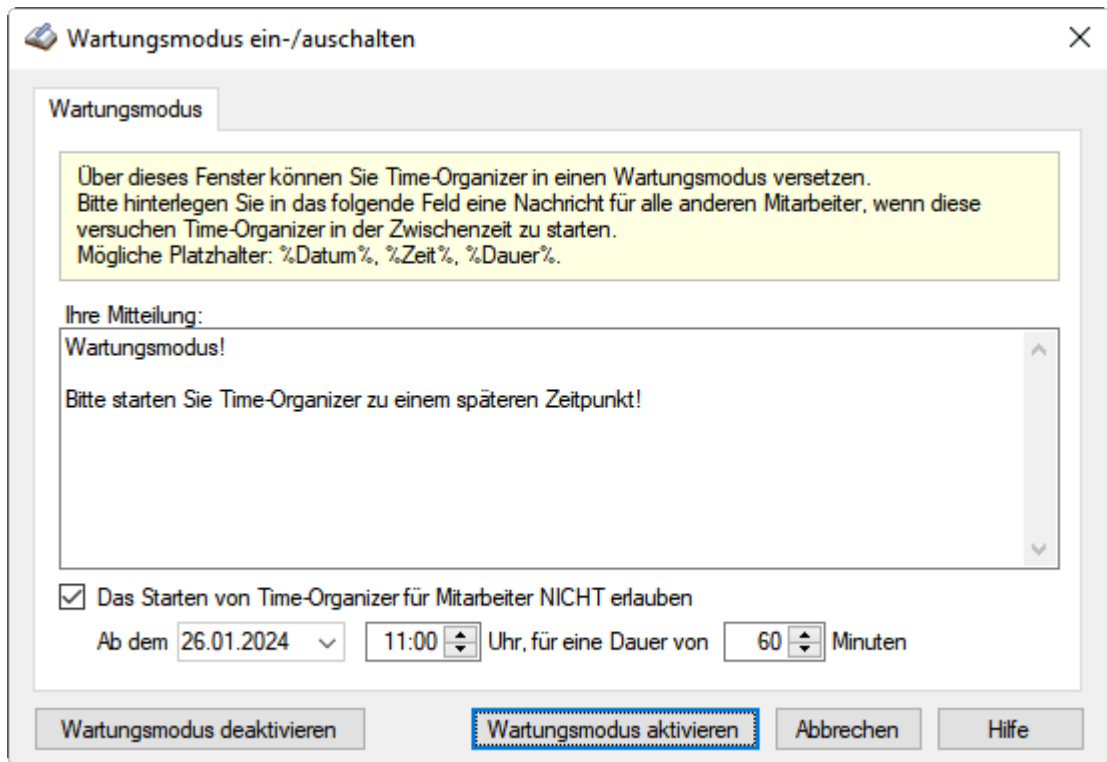 Wartungsmodus ein-/auschalten
Wartungsmodus
Über dieses Fenster können Sie Time-Organizer in einen Wartungsmodus versetzen.
Bitte hinterlegen Sie in das folgende Feld eine Nachricht für alle anderen Mitarbeiter, wenn diese
versuchen Time-Organizer in der Zwischenzeit zu starten.
Mögliche Platzhalter: %Datum%, %Zeit%, %Dauer%.
Ihre Mitteilung:
Wartungsmodus!
Bitte starten Sie Time-Organizer zu einem späteren Zeitpunkt!
Das Starten von Time-Organizer für Mitarbeiter NICHT erlauben
Ab dem 26.01.2024 11:00 Uhr, für eine Dauer von 60 Minuten
Wartungsmodus deaktivieren Wartungsmodus aktivieren Abbrechen Hilfe